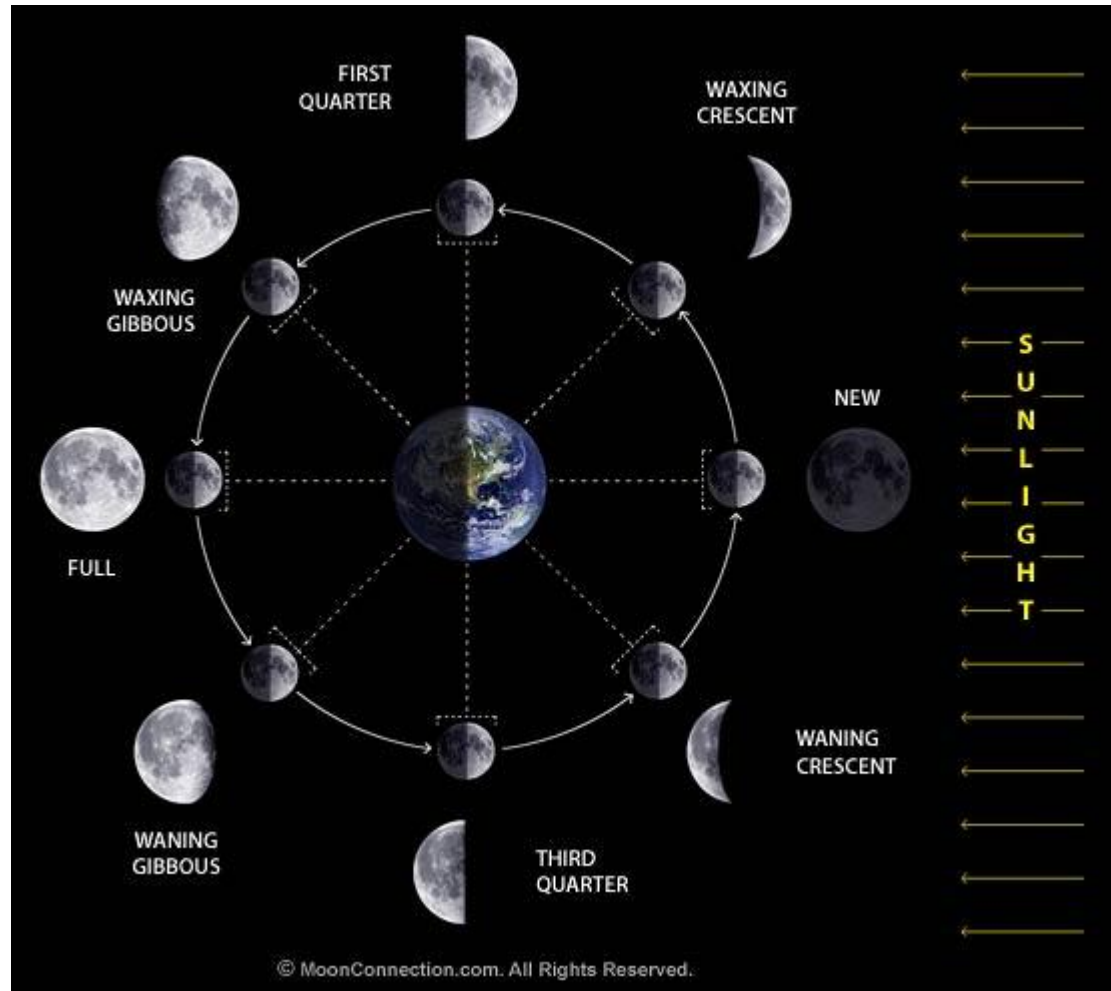 FIRST
QUARTER
WAXING
CRESCENT
WAXING
GIBBOUS
NEW
FULL
SUNLIGHT
WANING
CRESCENT
WANING
GIBBOUS
THIRD
QUARTER
© MoonConnection.com. All Rights Reserved.